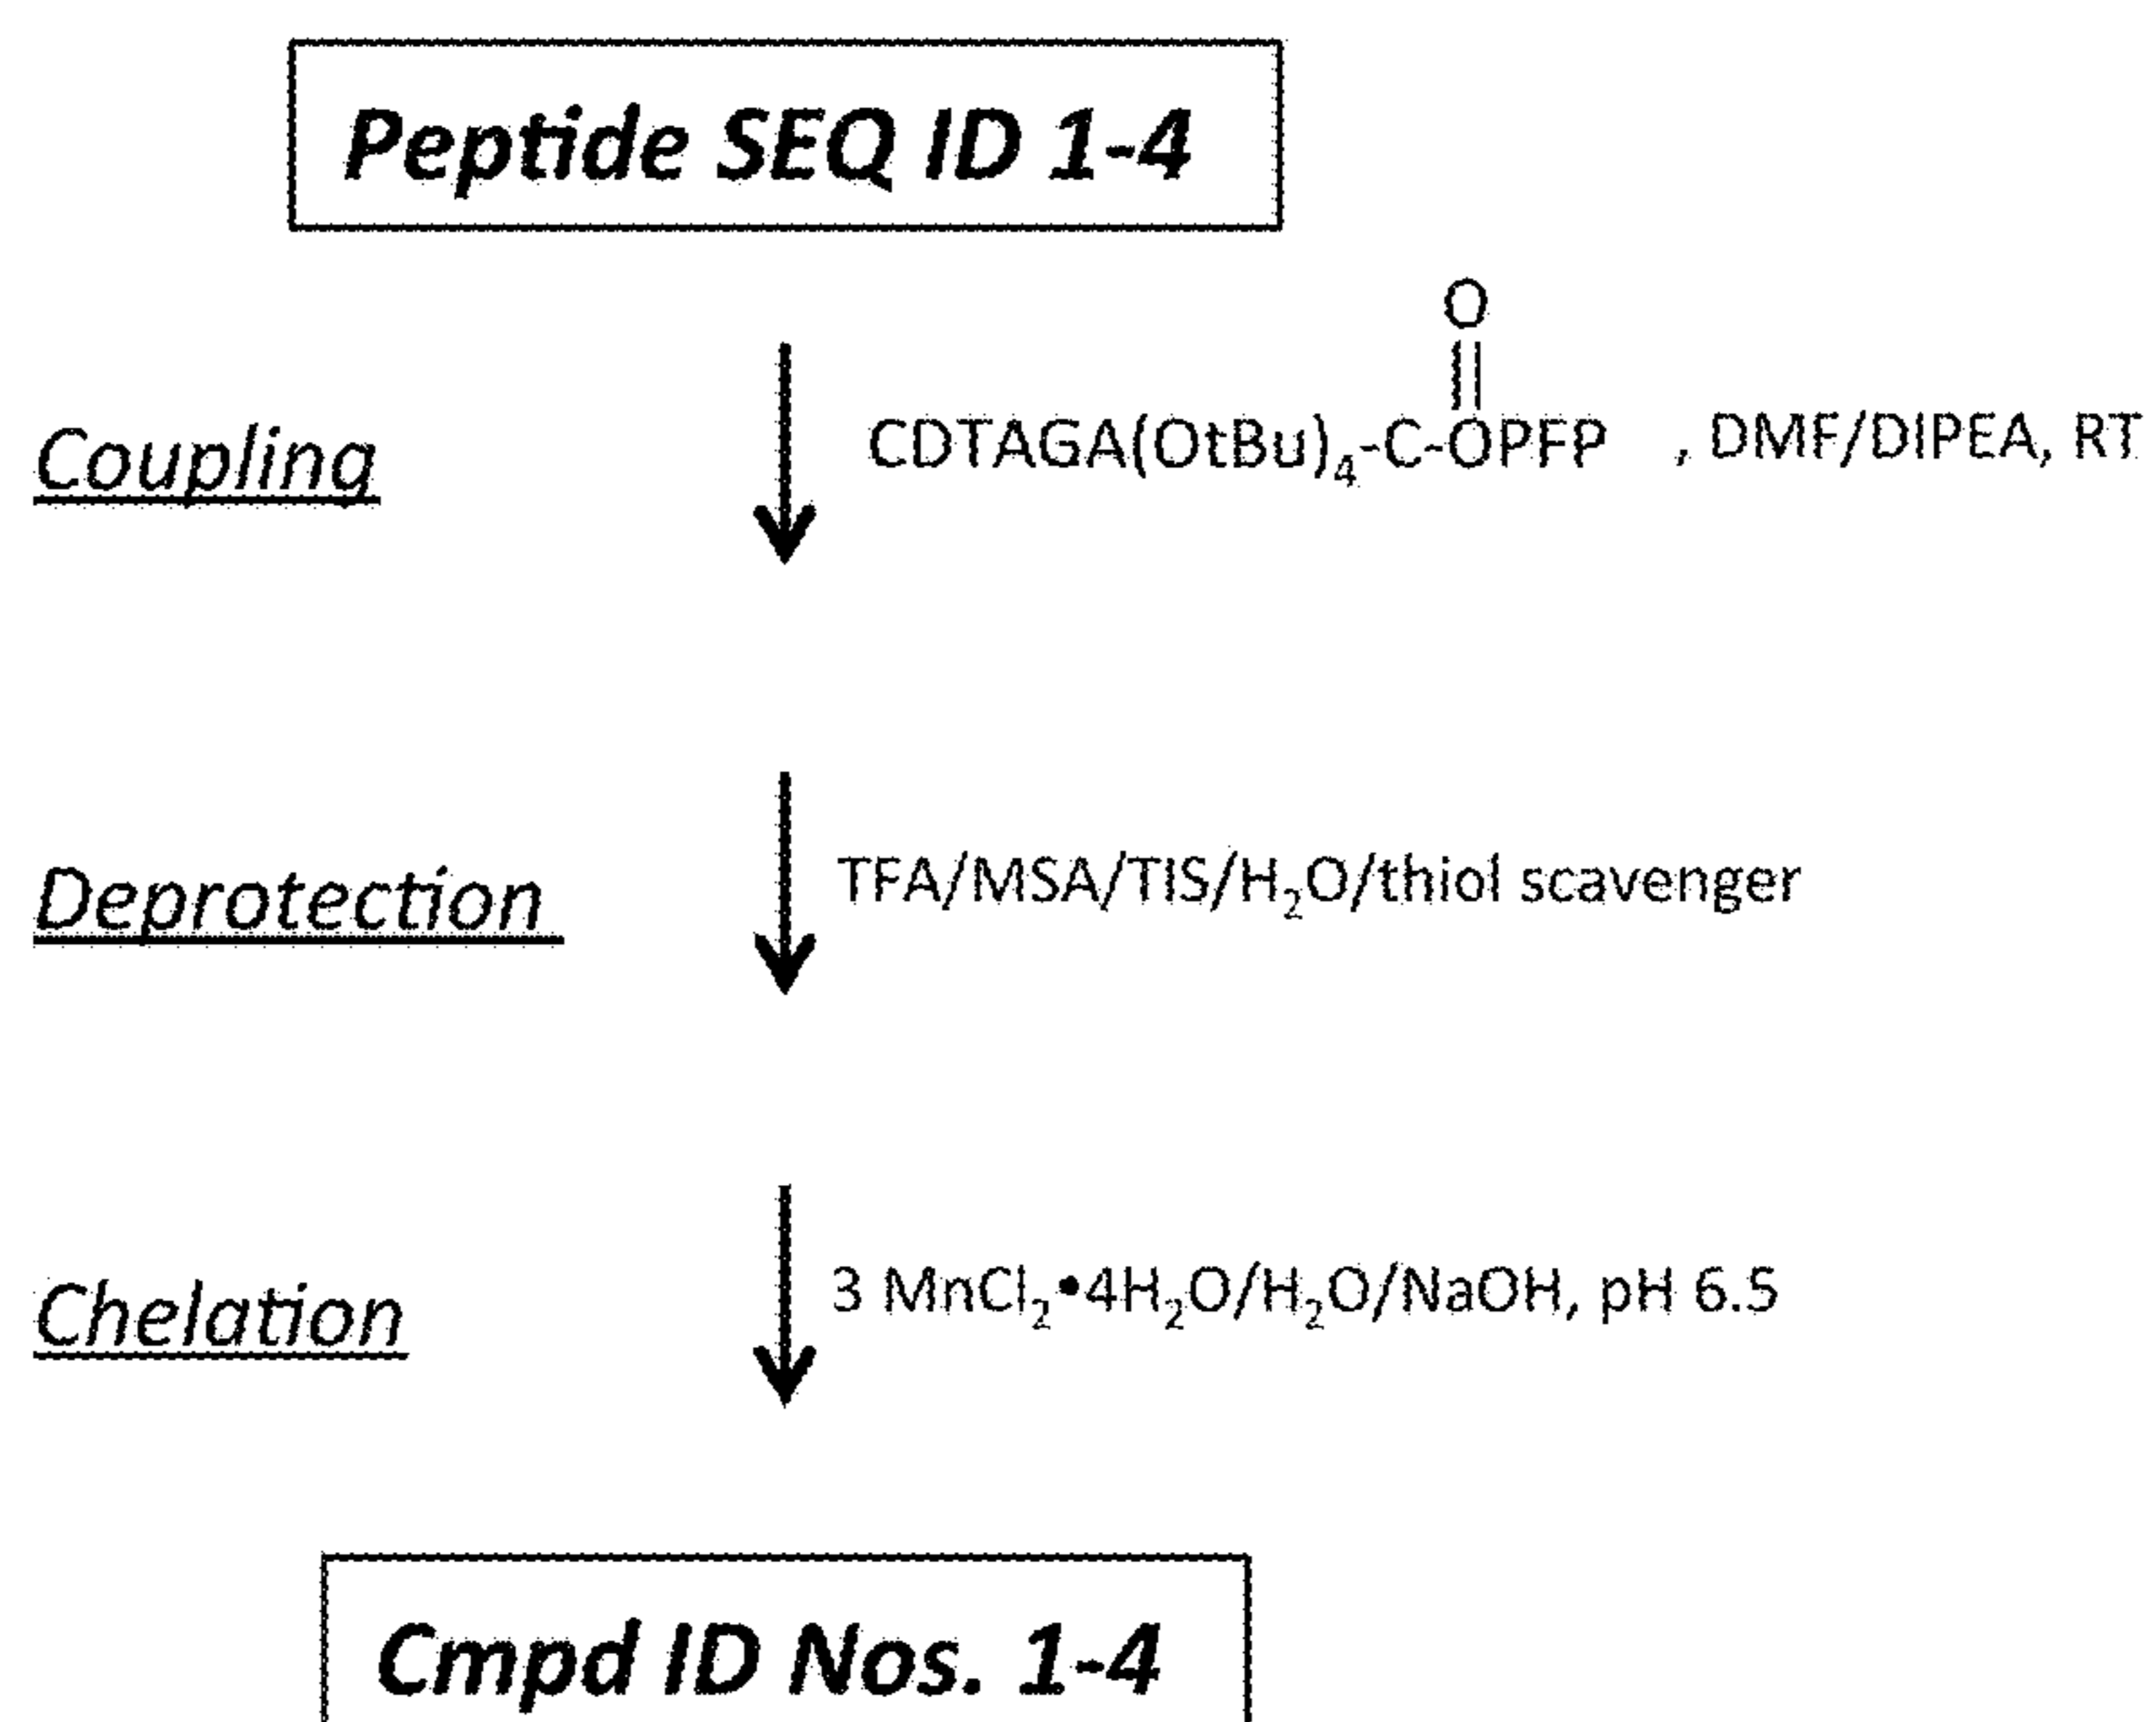 Peptide SEQ ID 1-4
O
Coupling CDTAGA(OtBu)₄-C-OPFP , DMF/DIPEA, RT
Deprotection TFA/MSA/TIS/H₂O/thiol scavenger
Chelation 3 MnCl₂•4H₂O/H₂O/NaOH, pH 6.5
Cmpd ID Nos. 1-4